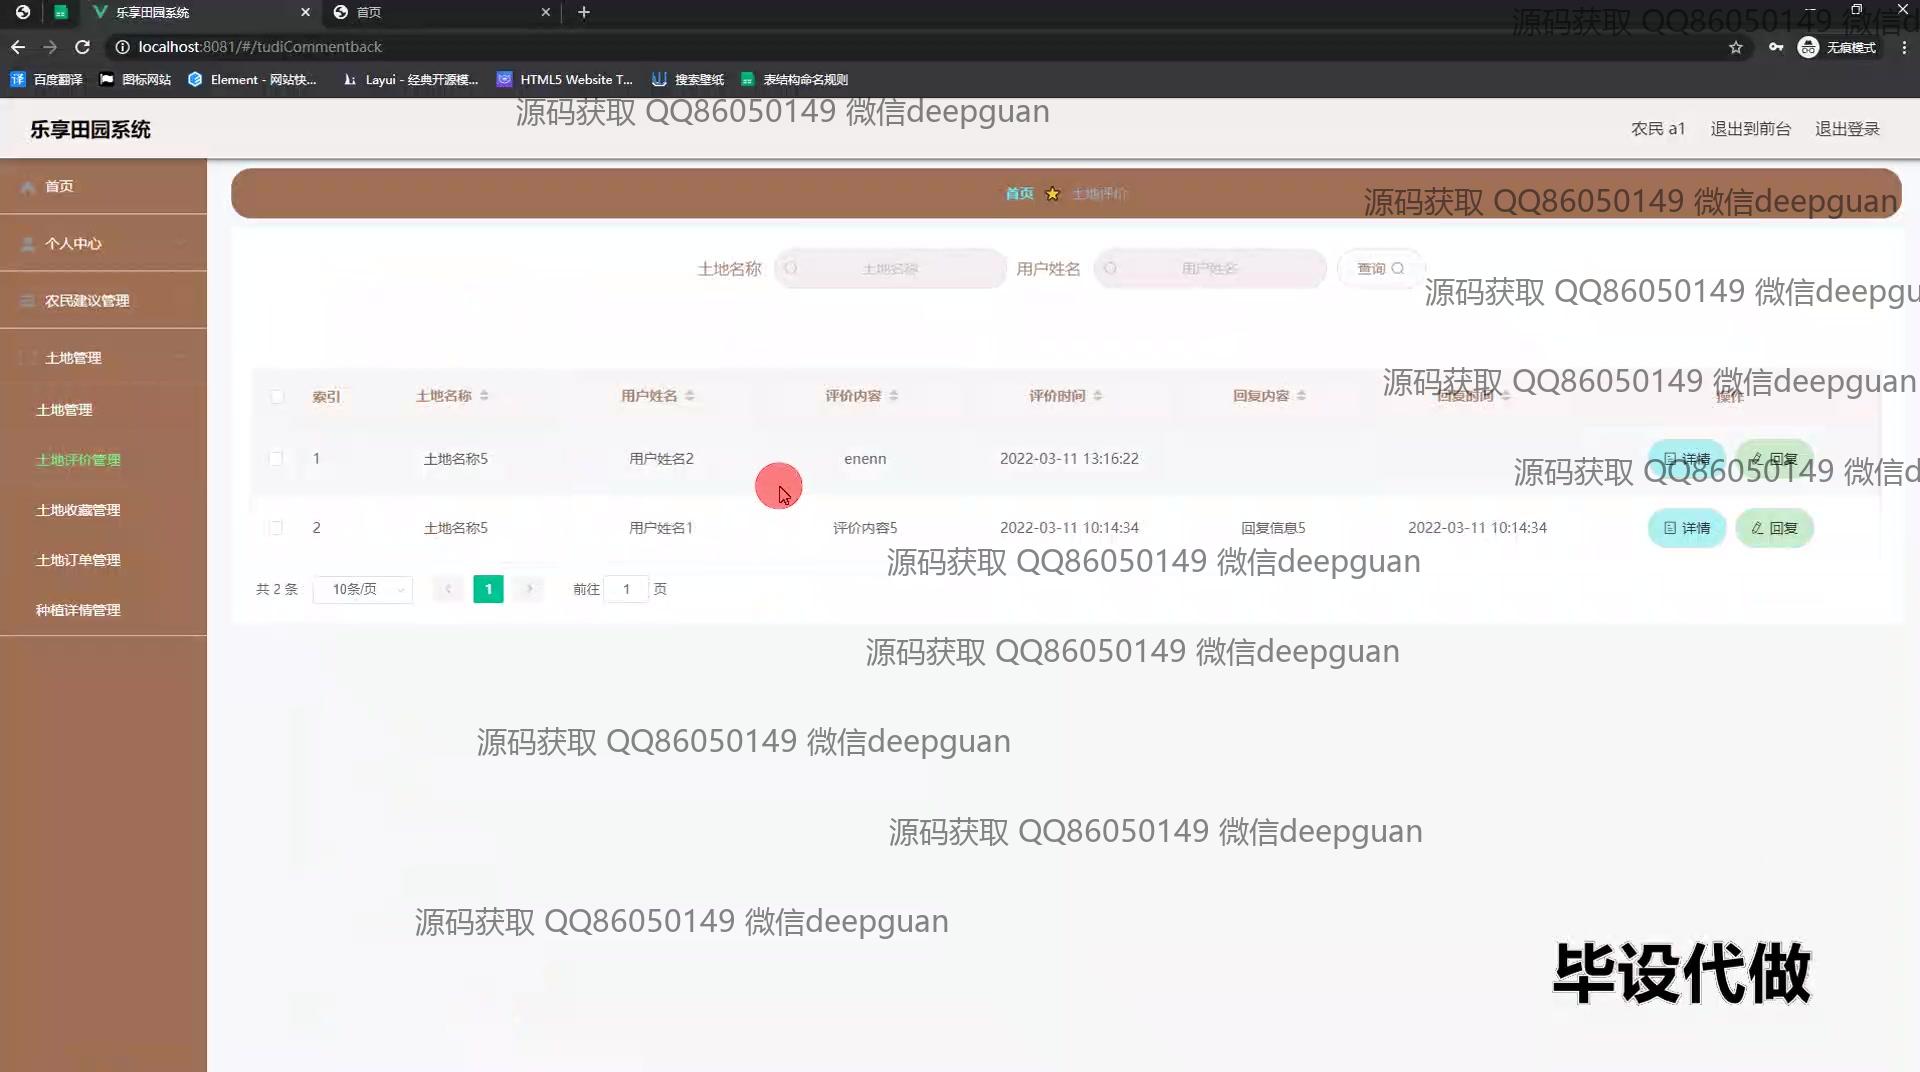 乐享田园系统
首页
localhost:8081/#/tudiCommentback
无痕模式
百度翻译
图标网站
Element - 网站快...
Layui - 经典开源模...
HTML5 Website T...
搜索壁纸
表结构命名规则
源码获取 QQ86050149 微信d
源码获取 QQ86050149 微信deepguan
乐享田园系统
农民 a1
退出到前台
退出登录
首页
个人中心
农民建议管理
土地管理
土地管理
土地评价管理
土地收藏管理
土地订单管理
种植详情管理
首页 土地评价
源码获取 QQ86050149 微信deepguan
土地名称 土地名称 用户姓名 用户姓名 查询
源码获取 QQ86050149 微信deepgu
源码获取 QQ86050149 微信deepguan
索引 土地名称 用户姓名 评价内容 评价时间 回复内容 回复时间 操作
1 土地名称5 用户姓名2 enenn 2022-03-11 13:16:22 详情 回复
源码获取 QQ86050149 微信d
2 土地名称5 用户姓名1 评价内容5 2022-03-11 10:14:34 回复信息5 2022-03-11 10:14:34 详情 回复
源码获取 QQ86050149 微信deepguan
共 2 条 10条/页 1 前往 1 页
源码获取 QQ86050149 微信deepguan
源码获取 QQ86050149 微信deepguan
源码获取 QQ86050149 微信deepguan
源码获取 QQ86050149 微信deepguan
毕设代做